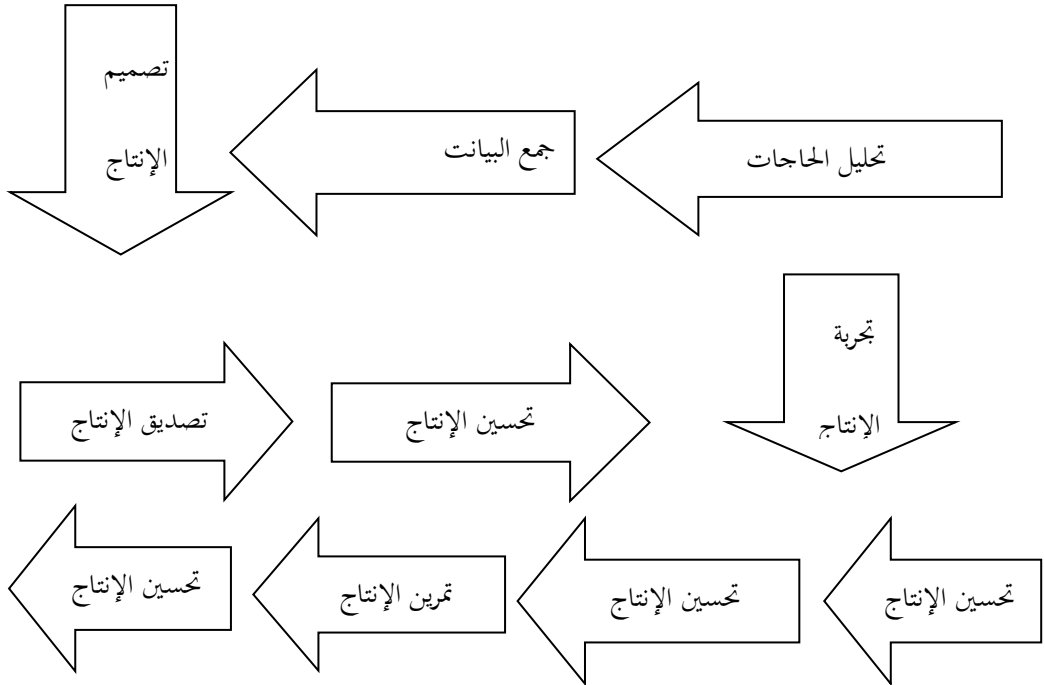 تحليل الحاجات
جمع البيانت
تصميم
الإنتاج
تصديق الإنتاج
تحسين الإنتاج
تجربة
الإنتاج
تحسين الإنتاج
تحسين الإنتاج
تمرين الإنتاج
تحسين الإنتاج